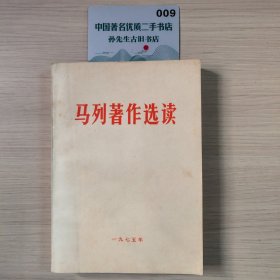 009
中国著名优质二手书店
孙先生古旧书店
马列著作选读
一九七五年